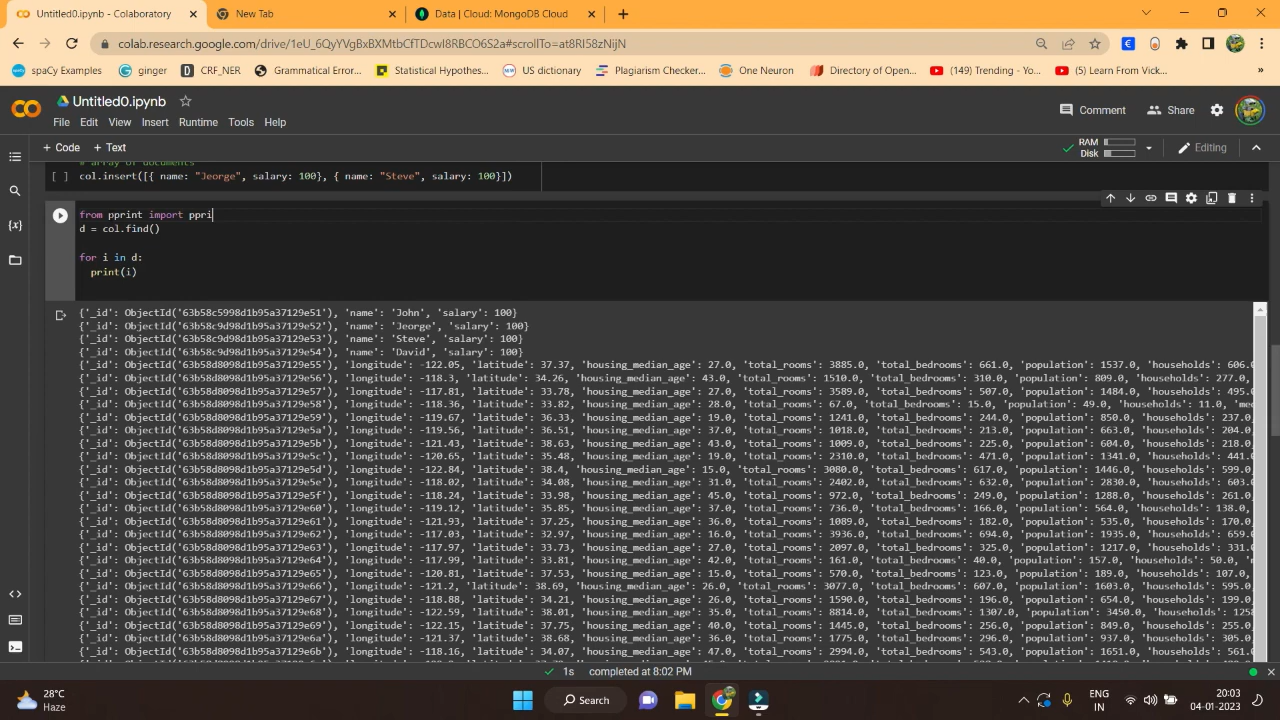 Untitled0.ipynb - Colaboratory
New Tab
Data | Cloud: MongoDB Cloud
colab.research.google.com/drive/1eU_6QyYVgBxBXMtbCfTDcwI8RBCO6S2a#scrollTo=at8RI58zNijN
spaCy Examples
ginger
CRF_NER
Grammatical Error...
Statistical Hypothes...
US dictionary
Plagiarism Checker...
One Neuron
Directory of Open...
(149) Trending - Yo...
(5) Learn From Vick...
»
Untitled0.ipynb
File Edit View Insert Runtime Tools Help
Comment
Share
+ Code + Text
RAM
Disk
Editing
# array of documents
[ ] col.insert([{ name: "Jeorge", salary: 100}, { name: "Steve", salary: 100}])
from pprint import ppri
d = col.find()
for i in d:
print(i)
{'_id': ObjectId('63b58c5998d1b95a37129e51'), 'name': 'John', 'salary': 100}
{'_id': ObjectId('63b58c9d98d1b95a37129e52'), 'name': 'Jeorge', 'salary': 100}
{'_id': ObjectId('63b58c9d98d1b95a37129e53'), 'name': 'Steve', 'salary': 100}
{'_id': ObjectId('63b58c9d98d1b95a37129e54'), 'name': 'David', 'salary': 100}
{'_id': ObjectId('63b58d8098d1b95a37129e55'), 'longitude': -122.05, 'latitude': 37.37, 'housing_median_age': 27.0, 'total_rooms': 3885.0, 'total_bedrooms': 661.0, 'population': 1537.0, 'households': 606.0
{'_id': ObjectId('63b58d8098d1b95a37129e56'), 'longitude': -118.3, 'latitude': 34.26, 'housing_median_age': 43.0, 'total_rooms': 1510.0, 'total_bedrooms': 310.0, 'population': 809.0, 'households': 277.0,
{'_id': ObjectId('63b58d8098d1b95a37129e57'), 'longitude': -117.81, 'latitude': 33.78, 'housing_median_age': 27.0, 'total_rooms': 3589.0, 'total_bedrooms': 507.0, 'population': 1484.0, 'households': 495.0
{'_id': ObjectId('63b58d8098d1b95a37129e58'), 'longitude': -118.36, 'latitude': 33.82, 'housing_median_age': 28.0, 'total_rooms': 67.0, 'total_bedrooms': 15.0, 'population': 49.0, 'households': 11.0, 'med
{'_id': ObjectId('63b58d8098d1b95a37129e59'), 'longitude': -119.67, 'latitude': 36.33, 'housing_median_age': 19.0, 'total_rooms': 1241.0, 'total_bedrooms': 244.0, 'population': 850.0, 'households': 237.0
{'_id': ObjectId('63b58d8098d1b95a37129e5a'), 'longitude': -119.56, 'latitude': 36.51, 'housing_median_age': 37.0, 'total_rooms': 1018.0, 'total_bedrooms': 213.0, 'population': 663.0, 'households': 204.0
{'_id': ObjectId('63b58d8098d1b95a37129e5b'), 'longitude': -121.43, 'latitude': 38.63, 'housing_median_age': 43.0, 'total_rooms': 1009.0, 'total_bedrooms': 225.0, 'population': 604.0, 'households': 218.0
{'_id': ObjectId('63b58d8098d1b95a37129e5c'), 'longitude': -120.65, 'latitude': 35.48, 'housing_median_age': 19.0, 'total_rooms': 2310.0, 'total_bedrooms': 471.0, 'population': 1341.0, 'households': 441.0
{'_id': ObjectId('63b58d8098d1b95a37129e5d'), 'longitude': -122.84, 'latitude': 38.4, 'housing_median_age': 15.0, 'total_rooms': 3080.0, 'total_bedrooms': 617.0, 'population': 1446.0, 'households': 599.0
{'_id': ObjectId('63b58d8098d1b95a37129e5e'), 'longitude': -118.02, 'latitude': 34.08, 'housing_median_age': 31.0, 'total_rooms': 2402.0, 'total_bedrooms': 632.0, 'population': 2830.0, 'households': 603.0
{'_id': ObjectId('63b58d8098d1b95a37129e5f'), 'longitude': -118.24, 'latitude': 33.98, 'housing_median_age': 45.0, 'total_rooms': 972.0, 'total_bedrooms': 249.0, 'population': 1288.0, 'households': 261.0
{'_id': ObjectId('63b58d8098d1b95a37129e60'), 'longitude': -119.12, 'latitude': 35.85, 'housing_median_age': 37.0, 'total_rooms': 736.0, 'total_bedrooms': 166.0, 'population': 564.0, 'households': 138.0,
{'_id': ObjectId('63b58d8098d1b95a37129e61'), 'longitude': -121.93, 'latitude': 37.25, 'housing_median_age': 36.0, 'total_rooms': 1089.0, 'total_bedrooms': 182.0, 'population': 535.0, 'households': 170.0
{'_id': ObjectId('63b58d8098d1b95a37129e62'), 'longitude': -117.03, 'latitude': 32.97, 'housing_median_age': 16.0, 'total_rooms': 3936.0, 'total_bedrooms': 694.0, 'population': 1935.0, 'households': 659.0
{'_id': ObjectId('63b58d8098d1b95a37129e63'), 'longitude': -117.97, 'latitude': 33.73, 'housing_median_age': 27.0, 'total_rooms': 2097.0, 'total_bedrooms': 325.0, 'population': 1217.0, 'households': 331.0
{'_id': ObjectId('63b58d8098d1b95a37129e64'), 'longitude': -117.99, 'latitude': 33.81, 'housing_median_age': 42.0, 'total_rooms': 161.0, 'total_bedrooms': 40.0, 'population': 157.0, 'households': 50.0, 'm
{'_id': ObjectId('63b58d8098d1b95a37129e65'), 'longitude': -120.81, 'latitude': 37.53, 'housing_median_age': 15.0, 'total_rooms': 570.0, 'total_bedrooms': 123.0, 'population': 189.0, 'households': 107.0,
{'_id': ObjectId('63b58d8098d1b95a37129e66'), 'longitude': -121.2, 'latitude': 38.69, 'housing_median_age': 26.0, 'total_rooms': 3077.0, 'total_bedrooms': 607.0, 'population': 1603.0, 'households': 595.0
{'_id': ObjectId('63b58d8098d1b95a37129e67'), 'longitude': -118.88, 'latitude': 34.21, 'housing_median_age': 26.0, 'total_rooms': 1590.0, 'total_bedrooms': 196.0, 'population': 654.0, 'households': 199.0
{'_id': ObjectId('63b58d8098d1b95a37129e68'), 'longitude': -122.59, 'latitude': 38.01, 'housing_median_age': 35.0, 'total_rooms': 8814.0, 'total_bedrooms': 1307.0, 'population': 3450.0, 'households': 1258
{'_id': ObjectId('63b58d8098d1b95a37129e69'), 'longitude': -122.15, 'latitude': 37.75, 'housing_median_age': 40.0, 'total_rooms': 1445.0, 'total_bedrooms': 256.0, 'population': 849.0, 'households': 255.0
{'_id': ObjectId('63b58d8098d1b95a37129e6a'), 'longitude': -121.37, 'latitude': 38.68, 'housing_median_age': 36.0, 'total_rooms': 1775.0, 'total_bedrooms': 296.0, 'population': 937.0, 'households': 305.0
{'_id': ObjectId('63b58d8098d1b95a37129e6b'), 'longitude': -118.16, 'latitude': 34.07, 'housing_median_age': 47.0, 'total_rooms': 2994.0, 'total_bedrooms': 543.0, 'population': 1651.0, 'households': 561.0
1s completed at 8:02 PM
28°C
Haze
Search
ENG
IN
20:03
04-01-2023